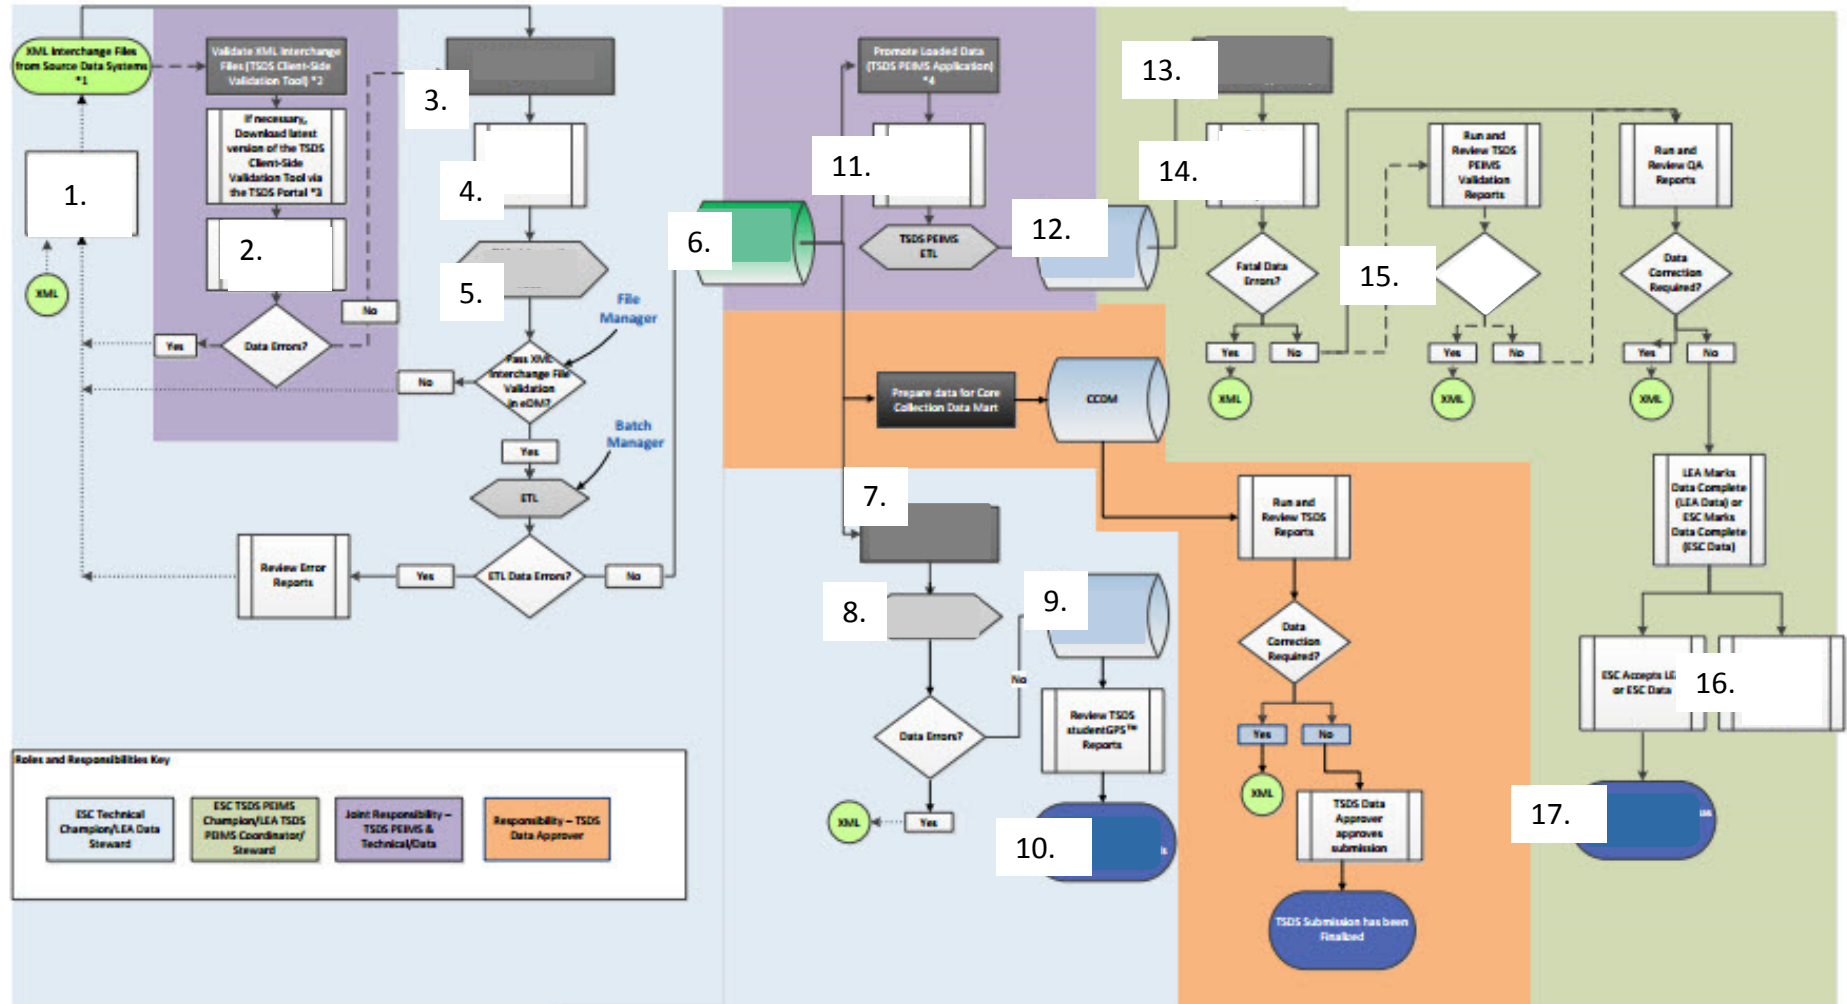 XML Interchange Files
from Source Data Systems
*1
Validate XML Interchange
Files (TSDS Client-Side
Validation Tool) *2
If necessary,
Download latest
version of the TSDS
Client-Side
Validation Tool via
the TSDS Portal *3
1.
2.
XML
Data Errors?
Yes
No
3.
4.
5.
File
Manager
Pass XML
Interchange File
Validation
in eDM?
No
Yes
Batch
Manager
ETL
ETL Data Errors?
Yes
No
Review Error
Reports
6.
Promote Loaded Data
(TSDS PEIMS Application)
*4
11.
TSDS PEIMS
ETL
12.
Prepare data for Core
Collection Data Mart
CCDM
7.
8.
Data Errors?
No
Yes
XML
9.
Review TSDS
studentGPS™
Reports
10.
13.
14.
Fatal Data
Errors?
Yes
No
XML
Run and
Review TSDS
PEIMS
Validation
Reports
15.
Yes
No
XML
Run and
Review QA
Reports
Data
Correction
Required?
Yes
No
XML
LEA Marks
Data Complete
(LEA Data) or
ESC Marks
Data Complete
(ESC Data)
ESC Accepts LE
or ESC Data
16.
17.
Run and
Review TSDS
Reports
Data
Correction
Required?
Yes
No
XML
TSDS Data
Approver
approves
submission
TSDS Submission has been
Finalized
Roles and Responsibilities Key
ESC Technical
Champion/LEA Data
Steward
ESC TSDS PEIMS
Champion/LEA TSDS
PEIMS Coordinator/
Steward
Joint Responsibility –
TSDS PEIMS &
Technical/Data
Responsibility – TSDS
Data Approver